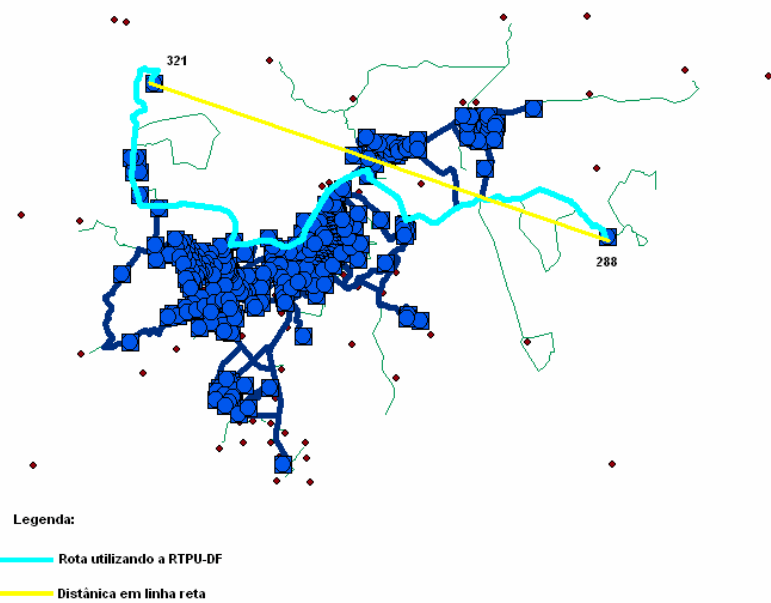 321
288
Legenda:
Rota utilizando a RTPU-DF
Distânica em linha reta